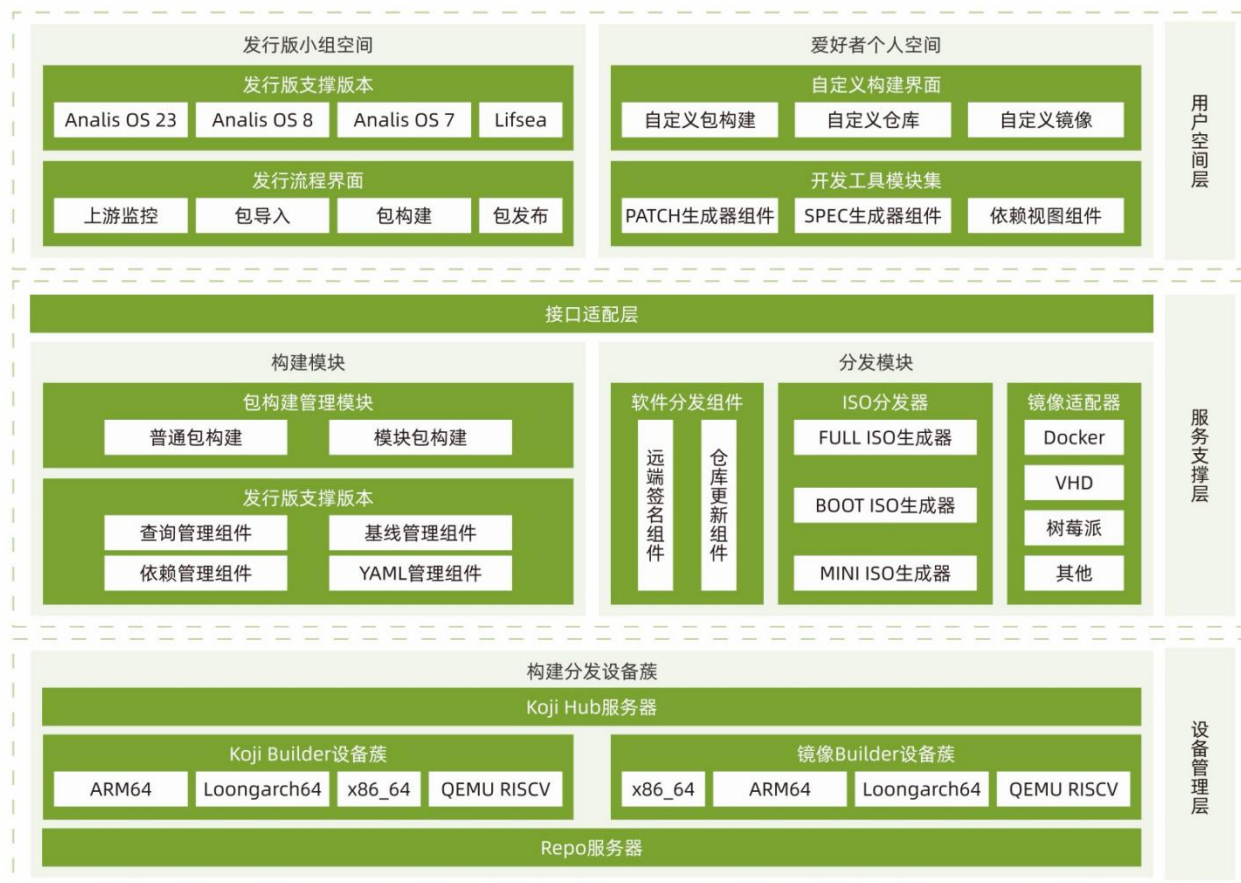 发行版小组空间
发行版支撑版本
Analis OS 23
Analis OS 8
Analis OS 7
Lifsea
发行流程界面
上游监控
包导入
包构建
包发布
爱好者个人空间
自定义构建界面
自定义包构建
自定义仓库
自定义镜像
开发工具模块集
PATCH生成器组件
SPEC生成器组件
依赖视图组件
用户空间层
接口适配层
构建模块
包构建管理模块
普通包构建
模块包构建
发行版支撑版本
查询管理组件
基线管理组件
依赖管理组件
YAML管理组件
分发模块
软件分发组件
远端签名组件
仓库更新组件
ISO分发器
FULL ISO生成器
BOOT ISO生成器
MINI ISO生成器
镜像适配器
Docker
VHD
树莓派
其他
服务支撑层
构建分发设备簇
Koji Hub服务器
Koji Builder设备簇
ARM64
Loongarch64
x86_64
QEMU RISCV
镜像Builder设备簇
x86_64
ARM64
Loongarch64
QEMU RISCV
Repo服务器
设备管理层